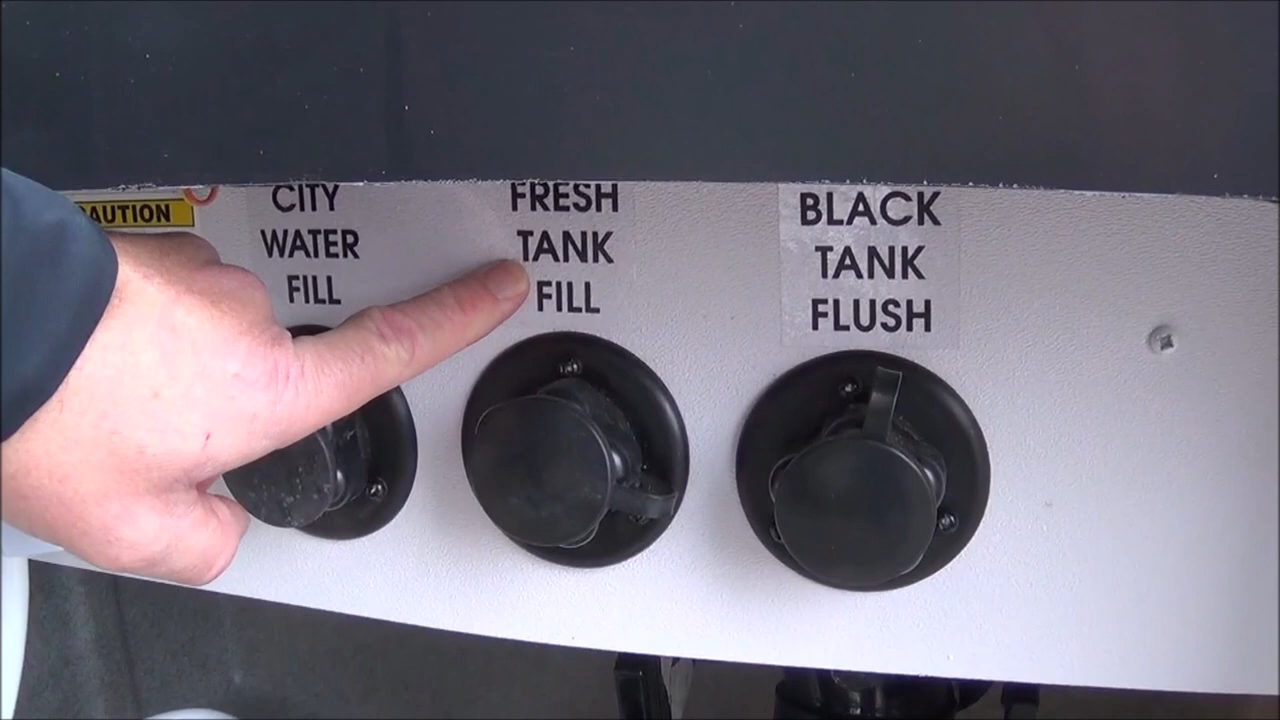 CAUTION
CITY
WATER
FILL
FRESH
TANK
FILL
BLACK
TANK
FLUSH